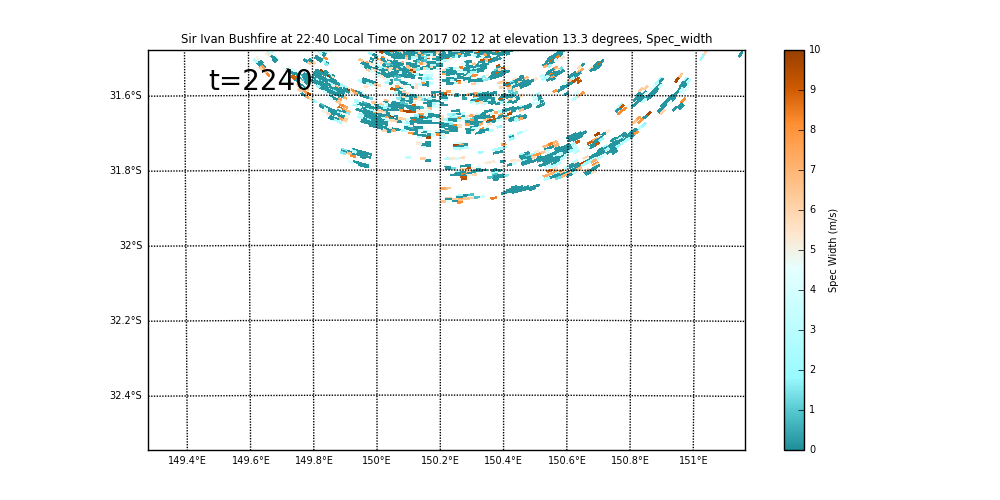 Sir Ivan Bushfire at 22:40 Local Time on 2017 02 12 at elevation 13.3 degrees, Spec_width
t=2240
31.6°S
31.8°S
32°S
32.2°S
32.4°S
149.4°E 149.6°E 149.8°E 150°E 150.2°E 150.4°E 150.6°E 150.8°E 151°E
10
9
8
7
6
5
4
3
2
1
0
Spec Width (m/s)